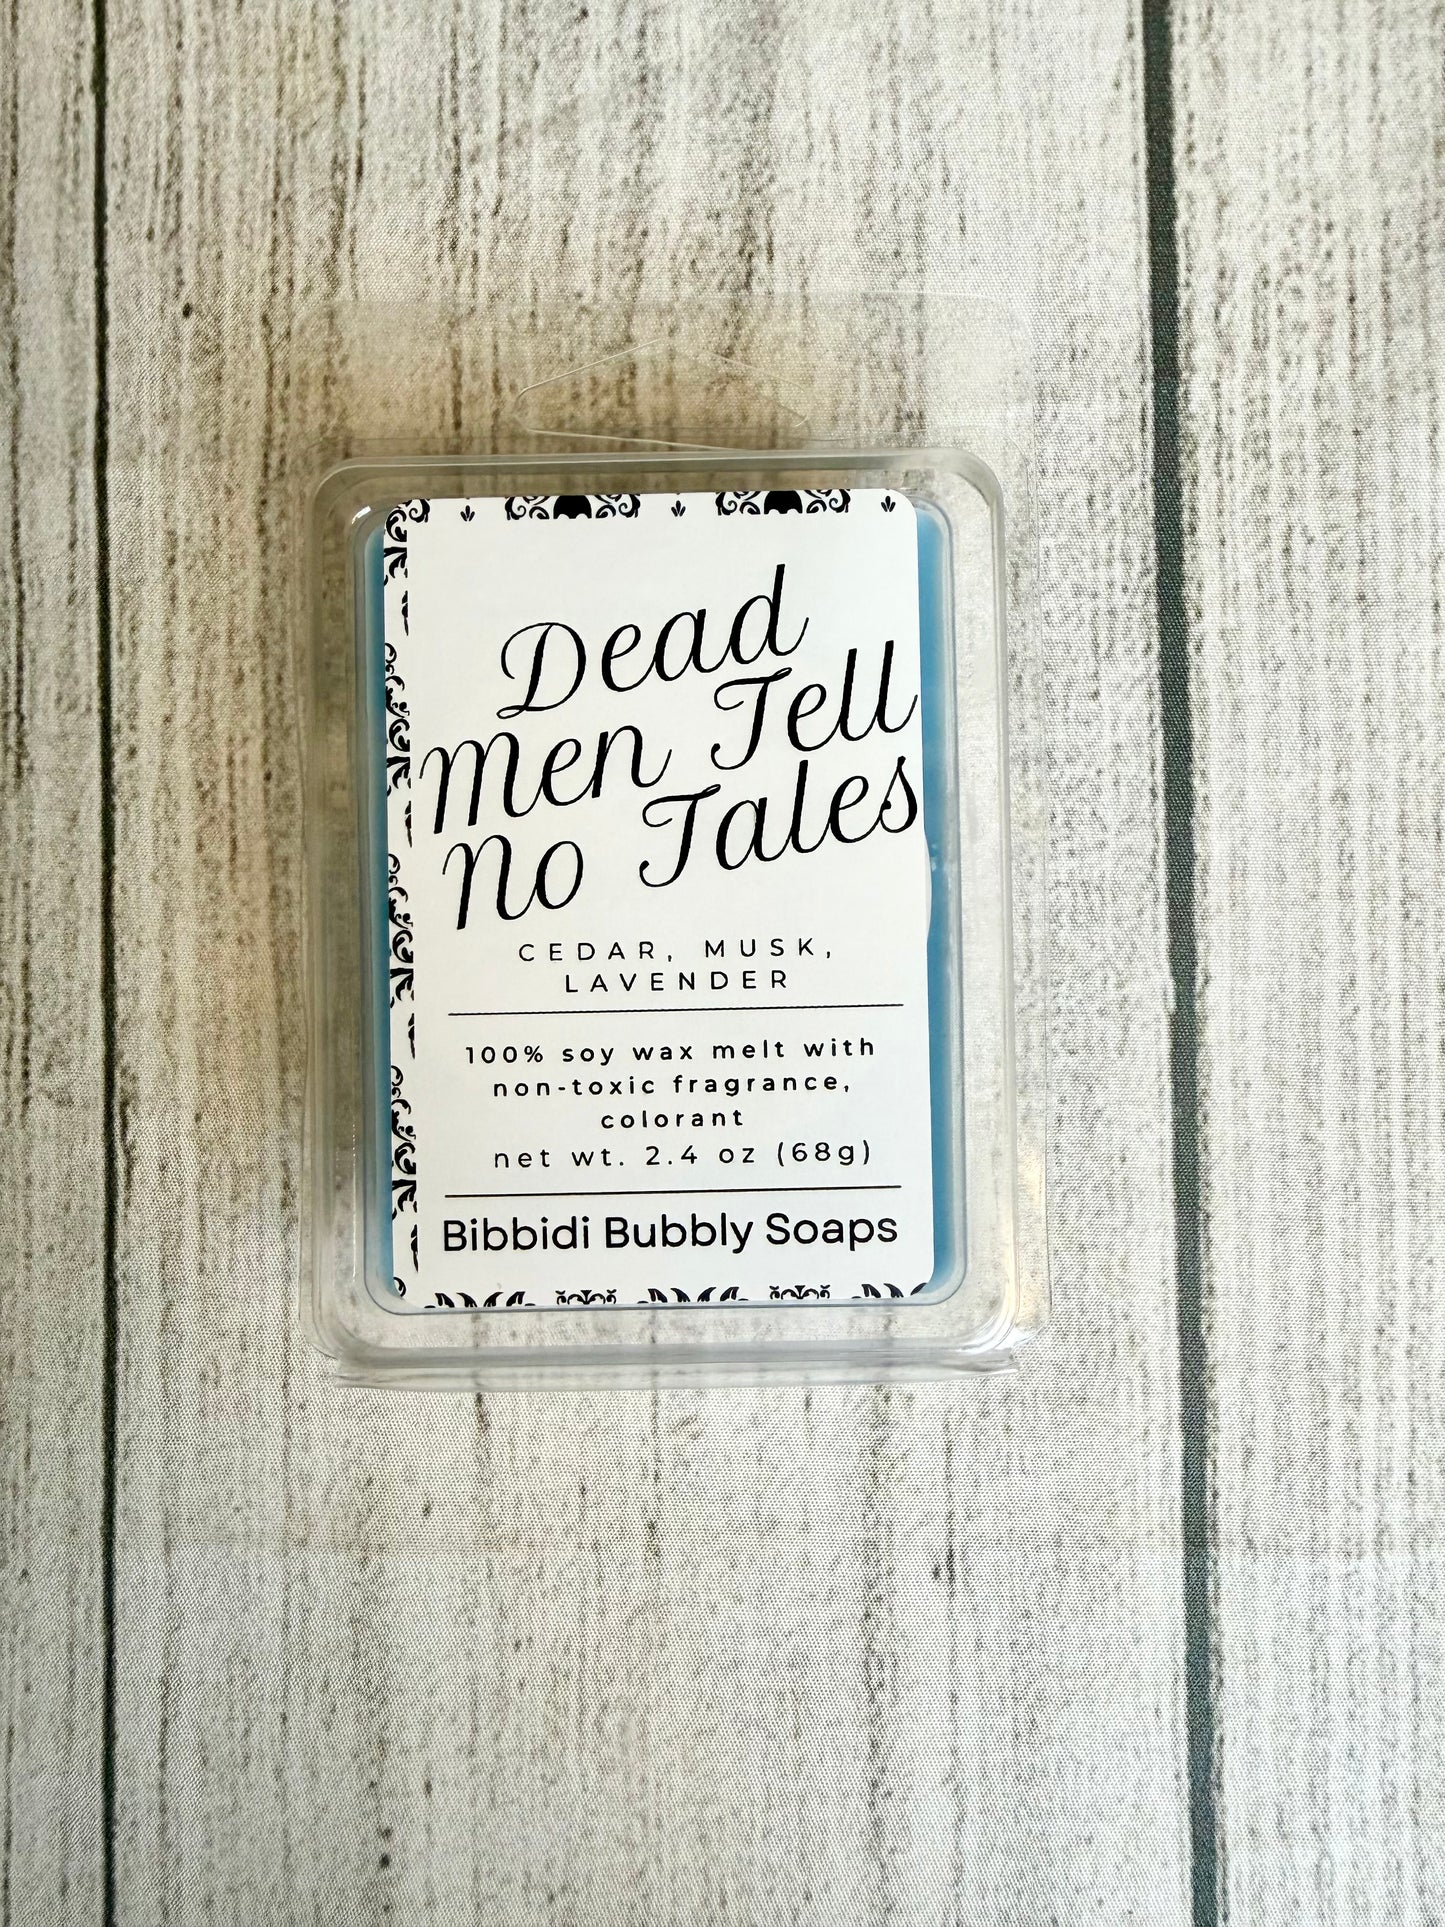 Dead
Men Tell
No Tales
CEDAR, MUSK,
LAVENDER
100% soy wax melt with
non-toxic fragrance,
colorant
net wt. 2.4 oz (68g)
Bibbidi Bubbly Soaps